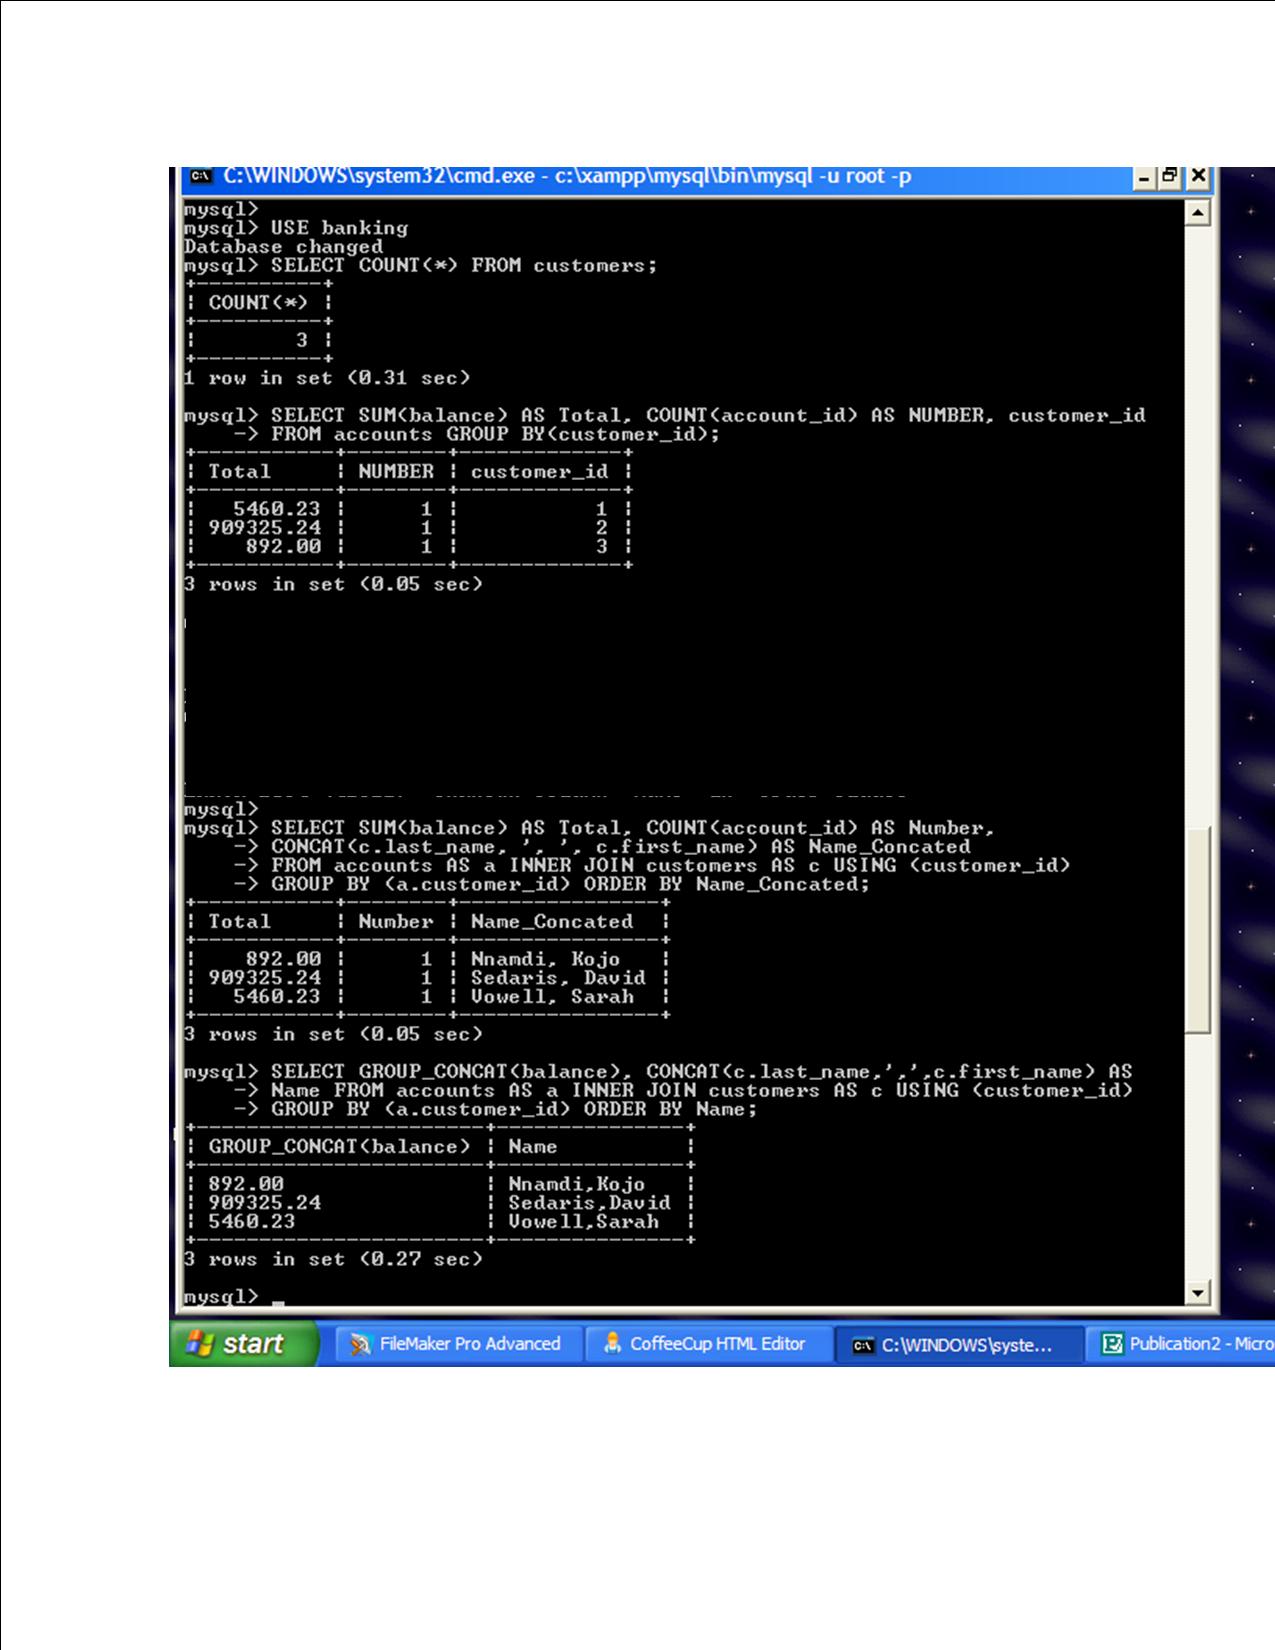 C:\WINDOWS\system32\cmd.exe - c:\xampp\mysql\bin\mysql -u root -p
mysql>
mysql> USE banking
Database changed
mysql> SELECT COUNT(*) FROM customers;
+----------+
| COUNT(*) |
+----------+
|        3 |
+----------+
1 row in set (0.31 sec)
mysql> SELECT SUM(balance) AS Total, COUNT(account_id) AS NUMBER, customer_id
    -> FROM accounts GROUP BY(customer_id);
+-----------+--------+-------------+
| Total     | NUMBER | customer_id |
+-----------+--------+-------------+
|   5460.23 |      1 |           1 |
| 909325.24 |      1 |           2 |
|    892.00 |      1 |           3 |
+-----------+--------+-------------+
3 rows in set (0.05 sec)
mysql>
mysql> SELECT SUM(balance) AS Total, COUNT(account_id) AS Number,
    -> CONCAT(c.last_name, ', ', c.first_name) AS Name_Concated
    -> FROM accounts AS a INNER JOIN customers AS c USING (customer_id)
    -> GROUP BY (a.customer_id) ORDER BY Name_Concated;
+-----------+--------+----------------+
| Total     | Number | Name_Concated  |
+-----------+--------+----------------+
|    892.00 |      1 | Nnamdi, Kojo   |
| 909325.24 |      1 | Sedaris, David |
|   5460.23 |      1 | Vowell, Sarah  |
+-----------+--------+----------------+
3 rows in set (0.05 sec)
mysql> SELECT GROUP_CONCAT(balance), CONCAT(c.last_name,',',c.first_name) AS
    -> Name FROM accounts AS a INNER JOIN customers AS c USING (customer_id)
    -> GROUP BY (a.customer_id) ORDER BY Name;
+-----------------------+---------------+
| GROUP_CONCAT(balance) | Name          |
+-----------------------+---------------+
| 892.00                | Nnamdi,Kojo   |
| 909325.24             | Sedaris,David |
| 5460.23               | Vowell,Sarah  |
+-----------------------+---------------+
3 rows in set (0.27 sec)
mysql> _
start FileMaker Pro Advanced CoffeeCup HTML Editor C:\WINDOWS\syste... Publication2 - Micro